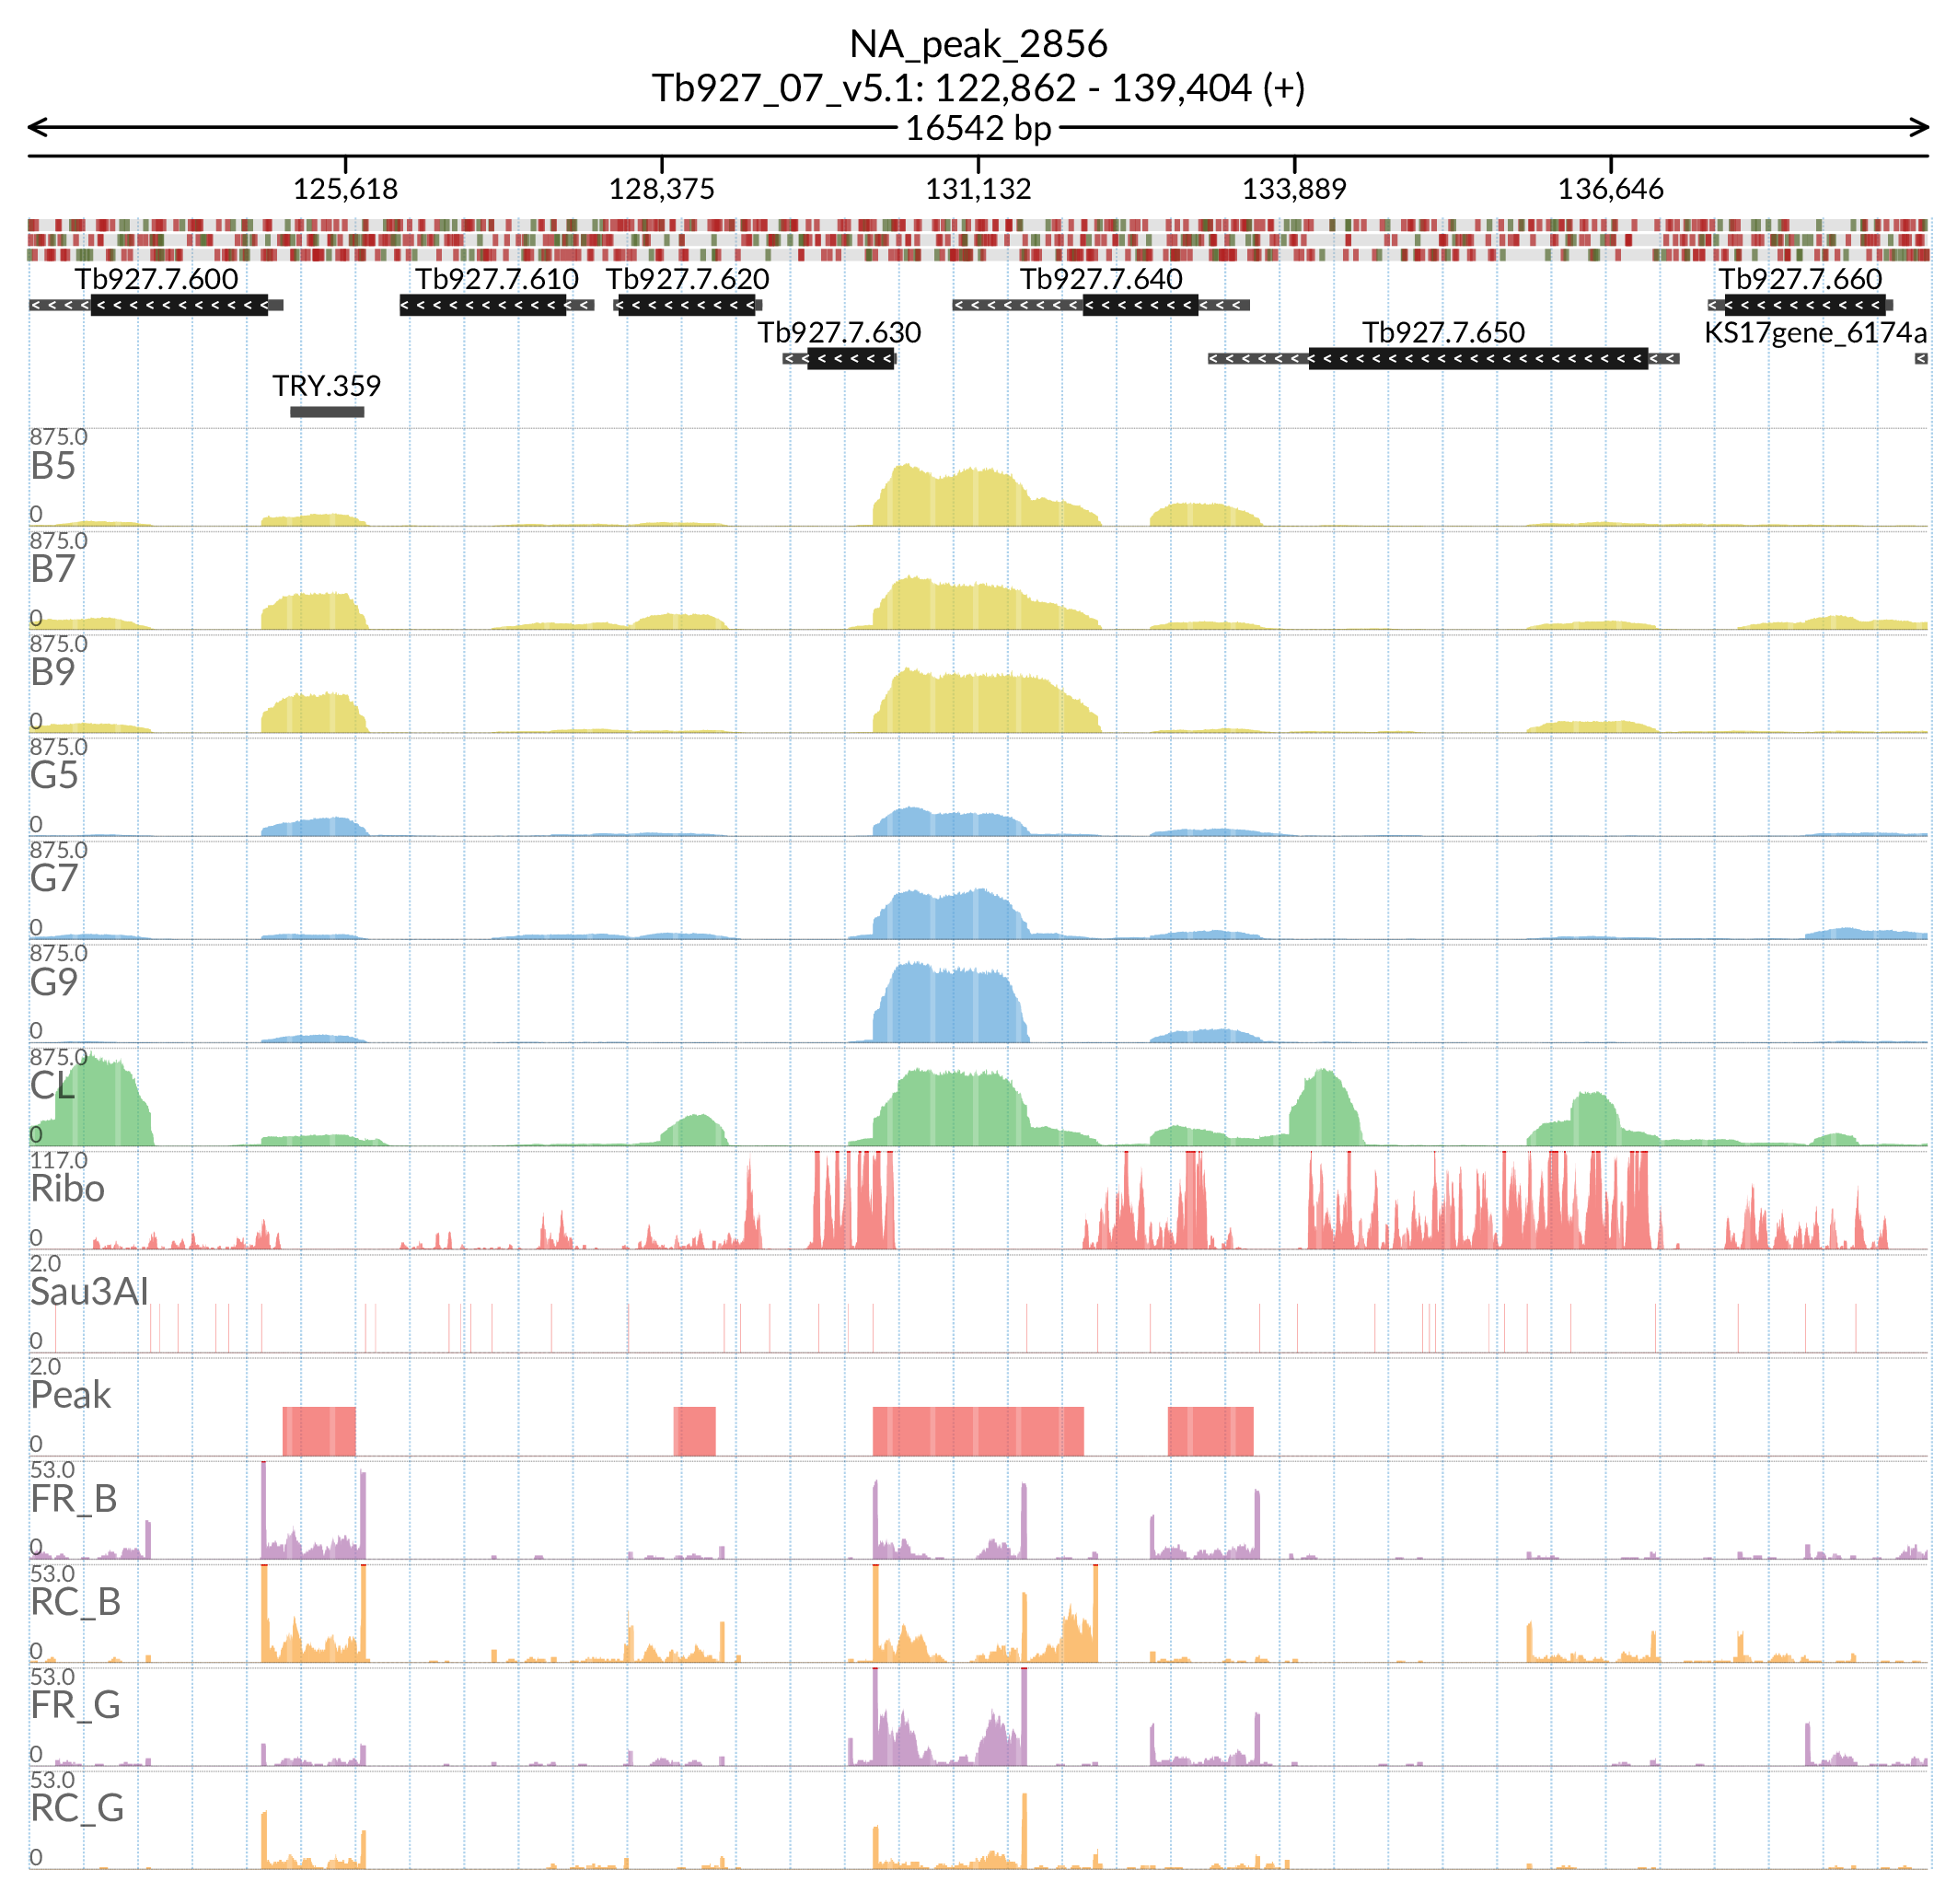 NA_peak_2856
Tb927_07_v5.1: 122,862 - 139,404 (+)
16542 bp
125,618 128,375 131,132 133,889 136,646
Tb927.7.600 Tb927.7.610 Tb927.7.620 Tb927.7.640 Tb927.7.660
Tb927.7.630 Tb927.7.650 KS17gene_6174a
TRY.359
875.0
B5
0
875.0
B7
0
875.0
B9
0
875.0
G5
0
875.0
G7
0
875.0
G9
0
875.0
CL
0
117.0
Ribo
0
2.0
Sau3AI
0
2.0
Peak
0
53.0
FR_B
0
53.0
RC_B
0
53.0
FR_G
0
53.0
RC_G
0